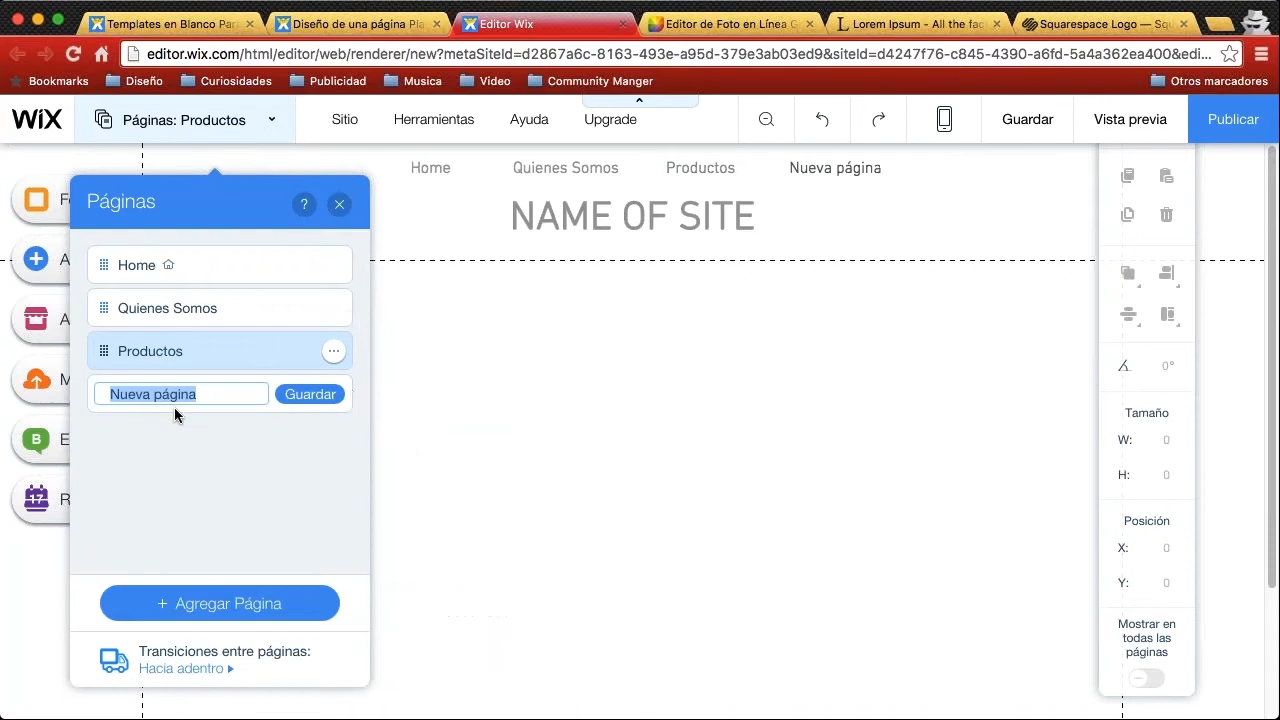 Templates en Blanco Par
Diseño de una página Pla
Editor Wix
Editor de Foto en Línea G
Lorem Ipsum - All the fac
Squarespace Logo — So
editor.wix.com/html/editor/web/renderer/new?metaSiteId=d2867a6c-8163-493e-a95d-379e3ab03ed9&siteId=d4247f76-c845-4390-a6fd-5a4a362ea400&edi...
Bookmarks
Diseño
Curiosidades
Publicidad
Musica
Video
Community Manger
Otros marcadores
WiX
Páginas: Productos
Sitio
Herramientas
Ayuda
Upgrade
Guardar
Vista previa
Publicar
Home
Quienes Somos
Productos
Nueva página
NAME OF SITE
Páginas
?
Home
Quienes Somos
Productos
...
Nueva página
Guardar
F
A
A
M
B
E
17
R
+ Agregar Página
Transiciones entre páginas:
Hacia adentro
0°
Tamaño
W: 0
H: 0
Posición
X: 0
Y: 0
Mostrar en
todas las
páginas